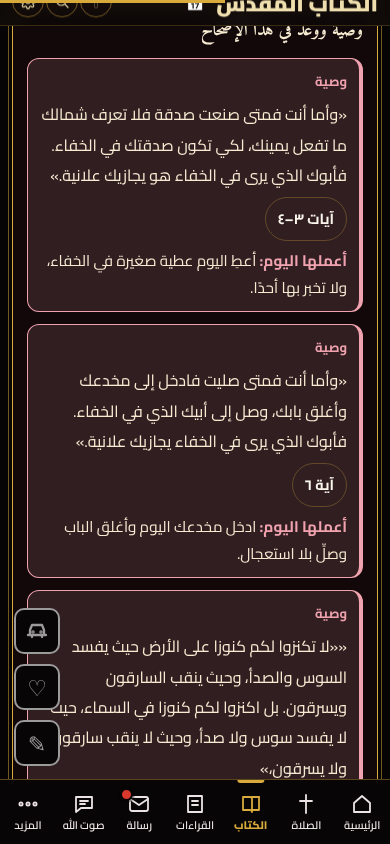 الكتاب المقدس
17
وصية ووعد في هذا الإصحاح
وصية
«وأما أنت فمتى صنعت صدقة فلا تعرف شمالك
ما تفعل يمينك، لكي تكون صدقتك في الخفاء.
فأبوك الذي يرى في الخفاء هو يجازيك علانية.»
آيات ٣–٤
أعملها اليوم: أعطِ اليوم عطية صغيرة في الخفاء،
ولا تخبر بها أحدًا.
وصية
«وأما أنت فمتى صليت فادخل إلى مخدعك
وأغلق بابك، وصل إلى أبيك الذي في الخفاء.
فأبوك الذي يرى في الخفاء يجازيك علانية.»
آية ٦
أعملها اليوم: ادخل مخدعك اليوم وأغلق الباب
وصلِّ بلا استعجال.
وصية
««لا تكنزوا لكم كنوزا على الأرض حيث يفسد
السوس والصدأ، وحيث ينقب السارقون
ويسرقون. بل اكنزوا لكم كنوزا في السماء، حيث
لا يفسد سوس ولا صدأ، وحيث لا ينقب سارقون
ولا يسرقون،»
الرئيسية
الصلاة
الكتاب
القراءات
رسالة
صوت الله
المزيد